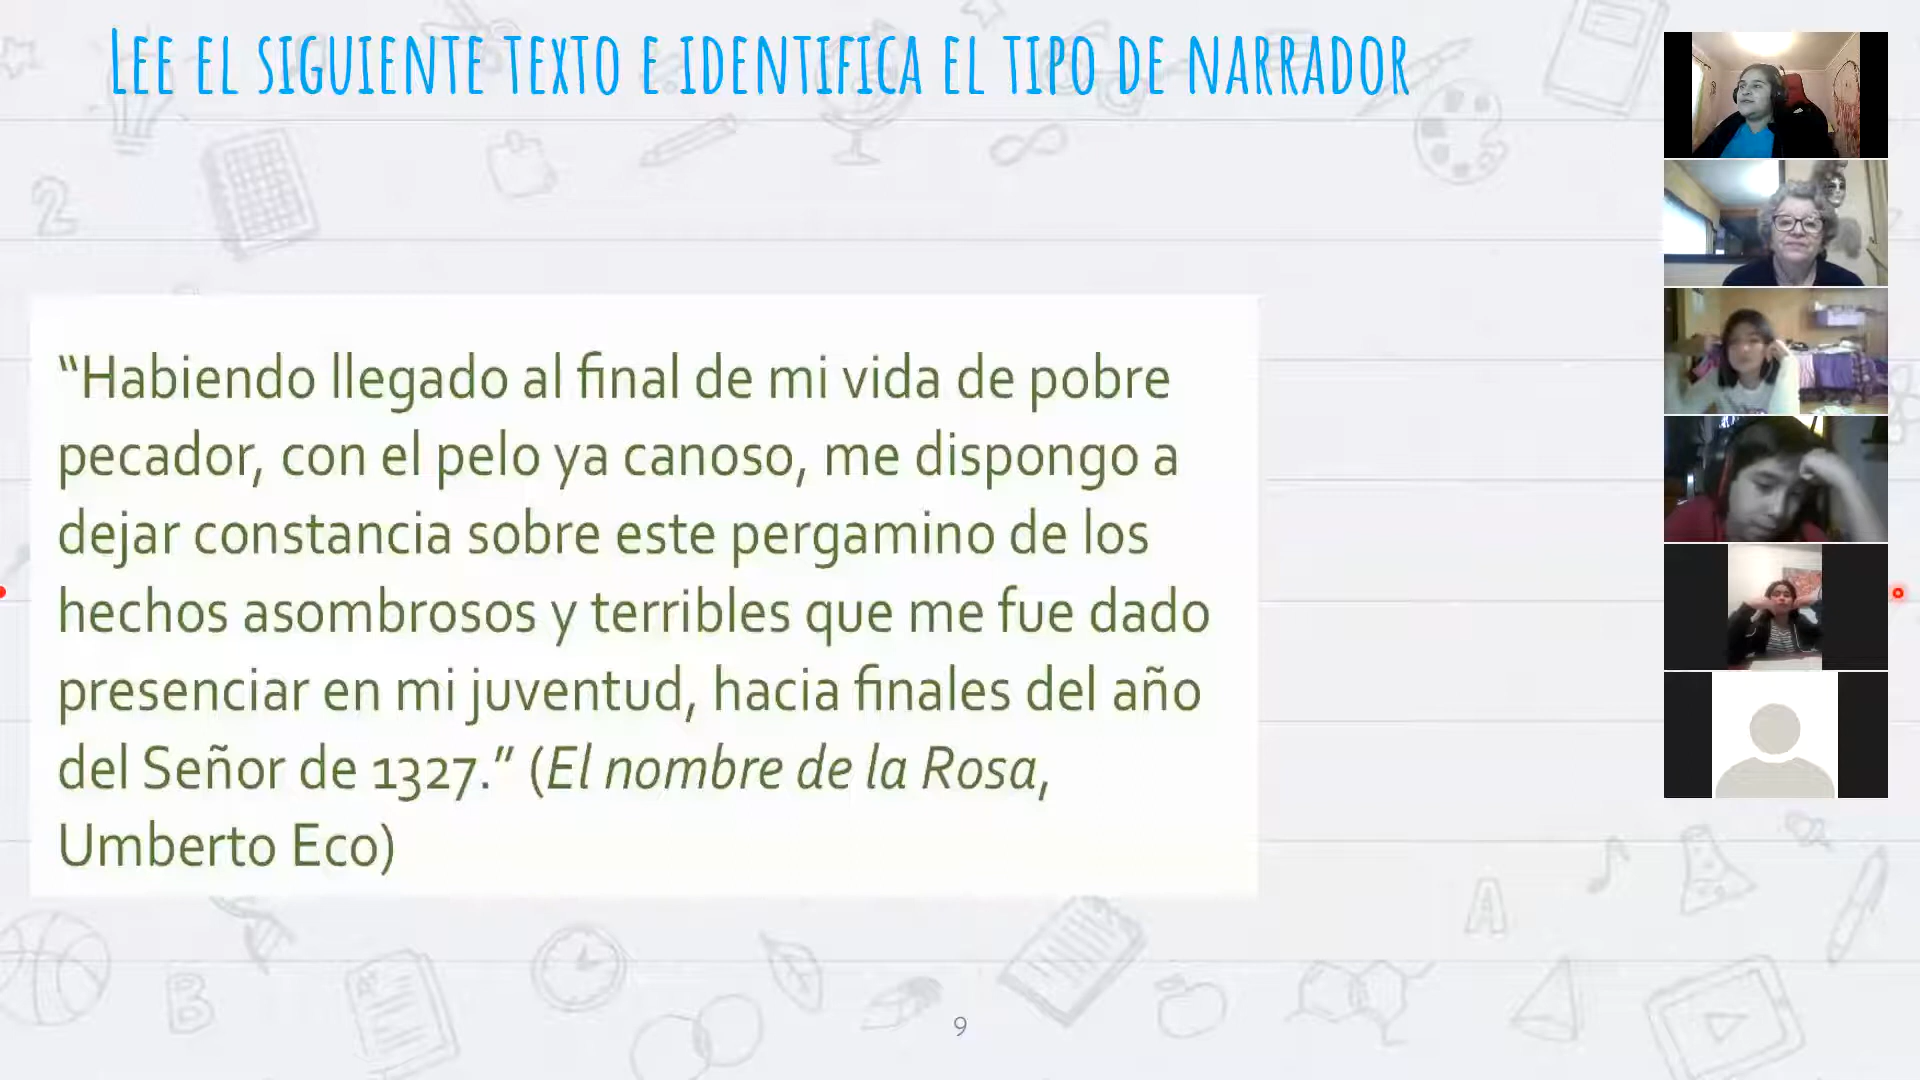 LEE EL SIGUIENTE TEXTO E IDENTIFICA EL TIPO DE NARRADOR
“Habiendo llegado al final de mi vida de pobre
pecador, con el pelo ya canoso, me dispongo a
dejar constancia sobre este pergamino de los
hechos asombrosos y terribles que me fue dado
presenciar en mi juventud, hacia finales del año
del Señor de 1327.” (El nombre de la Rosa,
Umberto Eco)
2
A
B
9